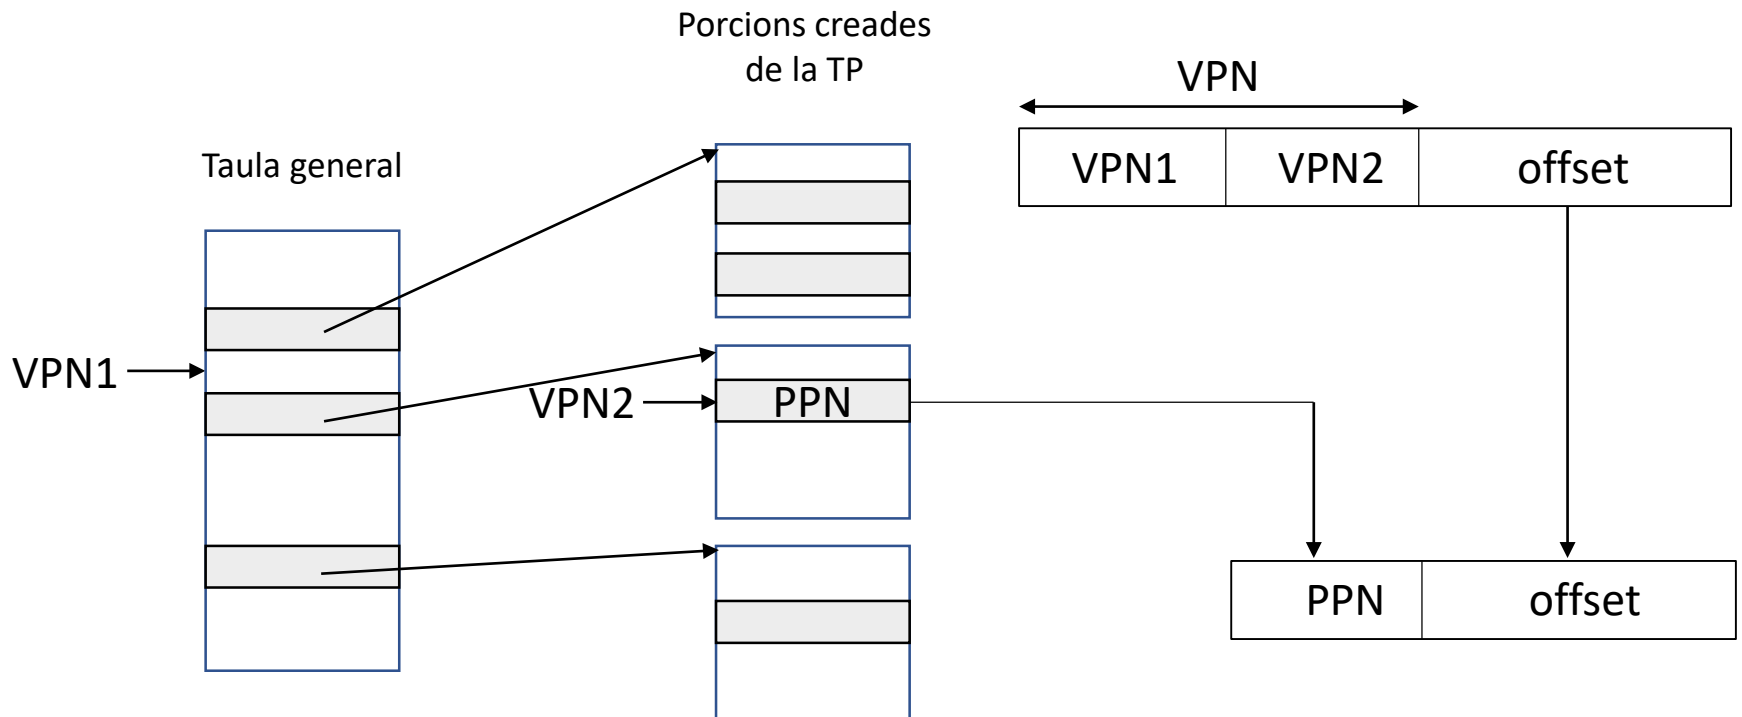 Porcions creades
de la TP
VPN
VPN1
VPN2
offset
Taula general
VPN1
VPN2
PPN
PPN
offset